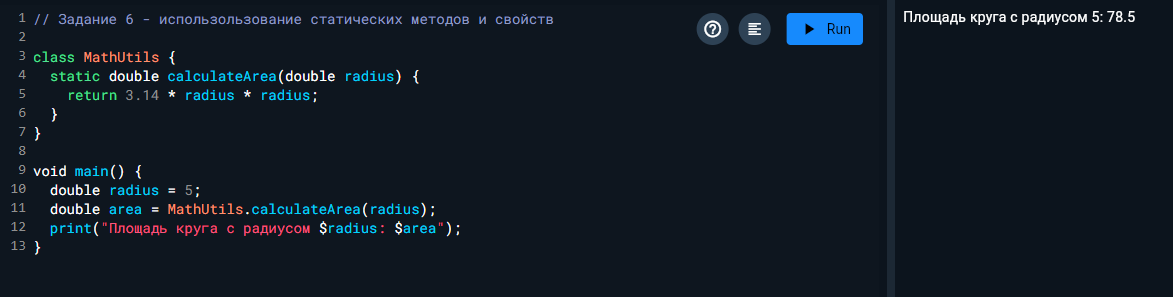 1 // Задание 6 - использользование статических методов и свойств
2
3 class MathUtils {
4   static double calculateArea(double radius) {
5     return 3.14 * radius * radius;
6   }
7 }
8
9 void main() {
10   double radius = 5;
11   double area = MathUtils.calculateArea(radius);
12   print("Площадь круга с радиусом $radius: $area");
13 }
Run
Площадь круга с радиусом 5: 78.5